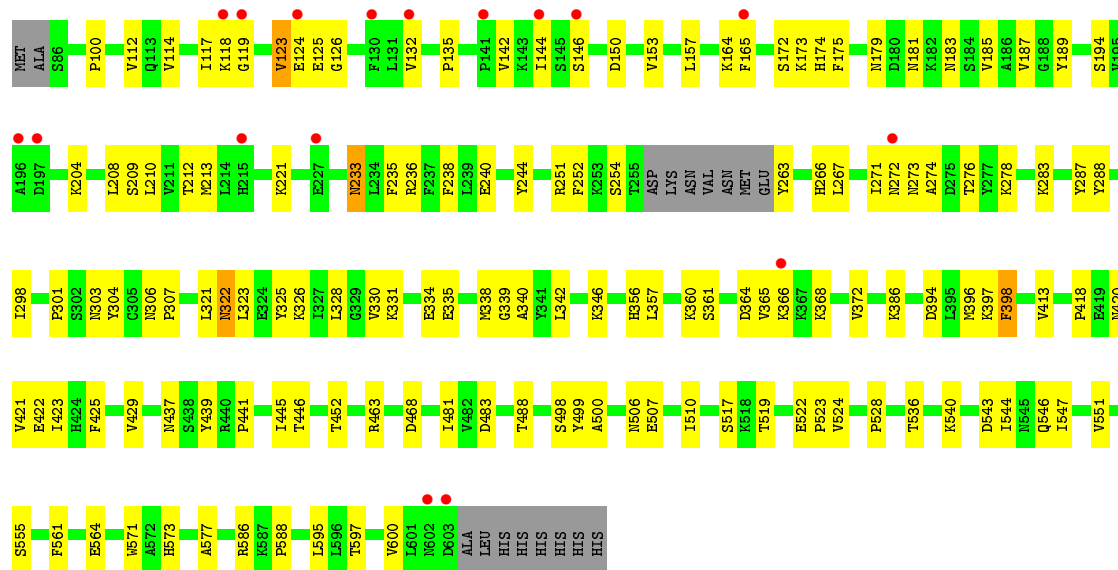 MET ALA S86 P100 V112 Q113 V114 I117 K118 G119 V123 E124 E125 G126 F130 L131 V132 P135 P141 V142 K143 I144 S145 S146 D150 V153 L157 K164 F165 S172 K173 H174 F175 N179 D180 N181 K182 N183 S184 V185 A186 V187 G188 Y189 S194 V195
A196 D197 K204 L208 S209 L210 V211 T212 M213 L214 H215 K221 E227 N233 L234 F235 R236 F237 F238 L239 E240 Y244 R251 F252 K253 S254 T255 ASP LYS ASN VAL ASN MET GLU Y263 H266 L267 I271 N272 N273 A274 D275 T276 Y277 K278 K283 Y287 Y288
I298 P301 S302 N303 Y304 C305 N306 P307 L321 N322 L323 E324 Y325 K326 I327 L328 G329 V330 K331 E334 E335 M338 G339 A340 Y341 L342 K346 H356 L357 K360 S361 D364 V365 K366 K367 K368 V372 K386 D394 L395 M396 K397 F398 V413 P418 E419 N420
V421 E422 I423 H424 F425 V429 N437 S438 Y439 R440 P441 I445 T446 T452 R463 D468 I481 V482 D483 T488 S498 Y499 A500 N506 E507 I510 S517 K518 T519 E522 P523 V524 P528 T536 K540 D543 I544 N545 Q546 I547 V551
S555 F561 E564 W571 A572 H573 A577 R586 K587 P588 L595 L596 T597 V600 L601 N602 D603 ALA LEU HIS HIS HIS HIS HIS HIS